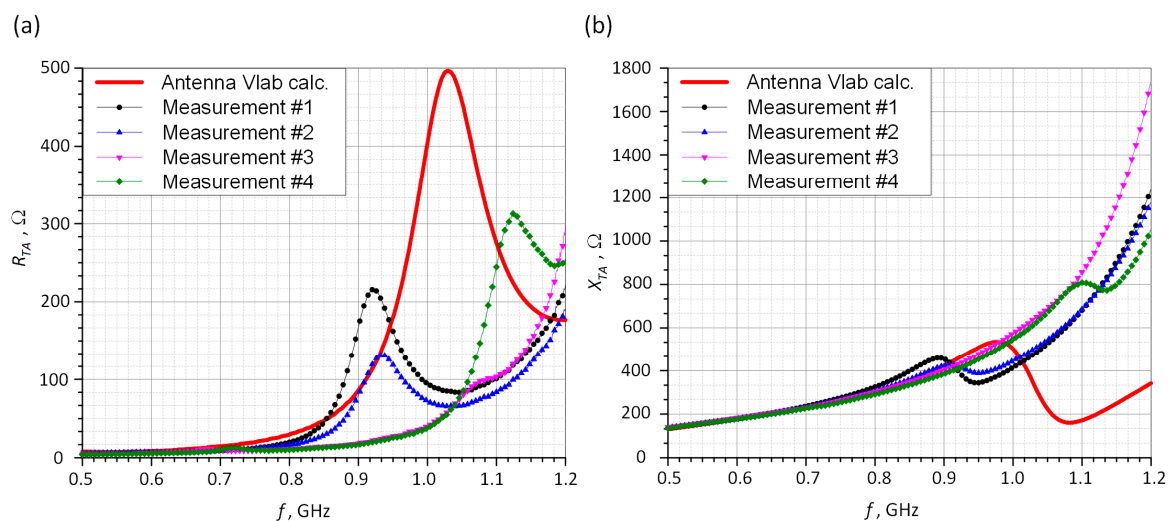 (a)
(b)
500
400
300
200
100
0
R_TA , Ω
Antenna Vlab calc.
Measurement #1
Measurement #2
Measurement #3
Measurement #4
0.5 0.6 0.7 0.8 0.9 1.0 1.1 1.2
f, GHz
1800
1600
1400
1200
1000
800
600
400
200
0
X_TA , Ω
Antenna Vlab calc.
Measurement #1
Measurement #2
Measurement #3
Measurement #4
0.5 0.6 0.7 0.8 0.9 1.0 1.1 1.2
f, GHz